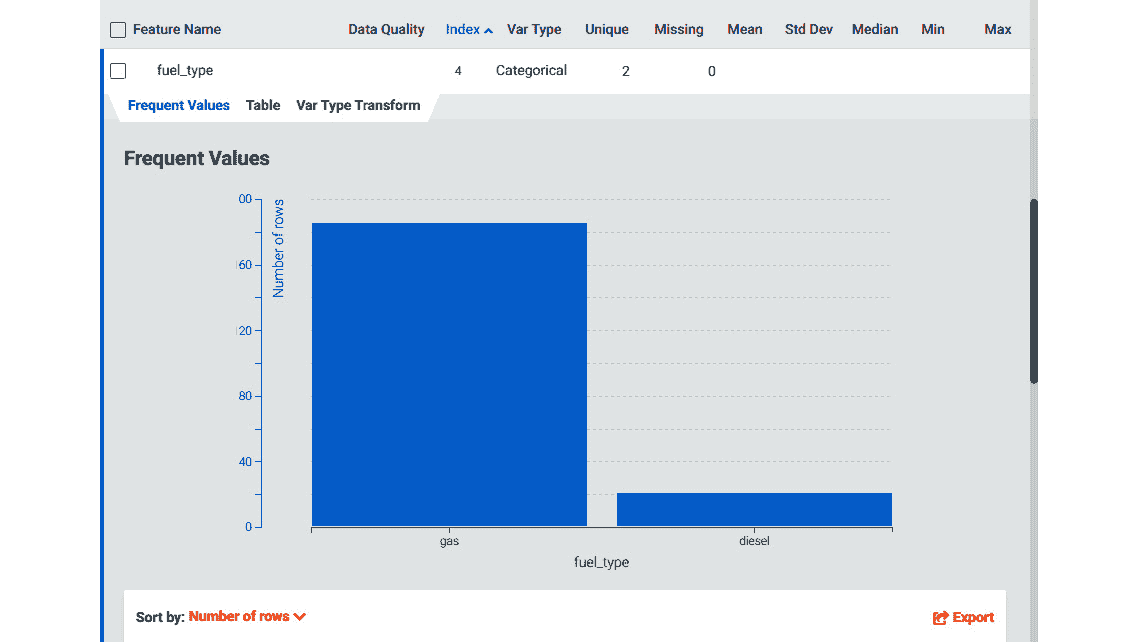 Feature Name Data Quality Index Var Type Unique Missing Mean Std Dev Median Min Max
fuel_type 4 Categorical 2 0
Frequent Values Table Var Type Transform
Frequent Values
Number of rows
00
60
20
80
40
0
gas diesel
fuel_type
Sort by: Number of rows Export